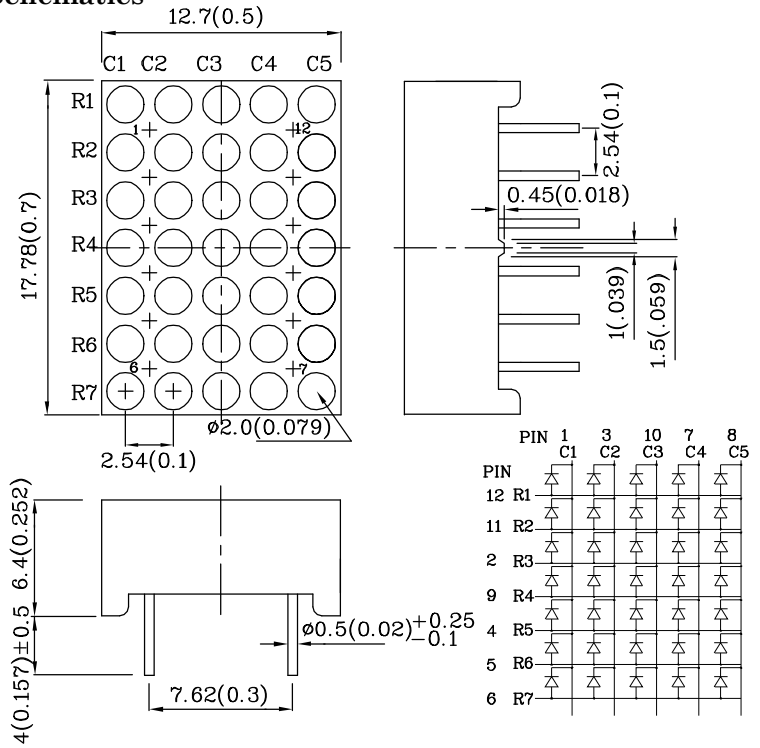 12.7(0.5)
C1 C2 C3 C4 C5
R1
1 12
R2
R3
R4
R5
R6
6 7
R7
17.78(0.7)
ø2.0(0.079)
2.54(0.1)
2.54(0.1)
0.45(0.018)
1(.039)
1.5(.059)
6.4(0.252)
4(0.157)±0.5
ø0.5(0.02)+0.25
−0.1
7.62(0.3)
PIN 1 3 10 7 8
C1 C2 C3 C4 C5
PIN
12 R1
11 R2
2 R3
9 R4
4 R5
5 R6
6 R7